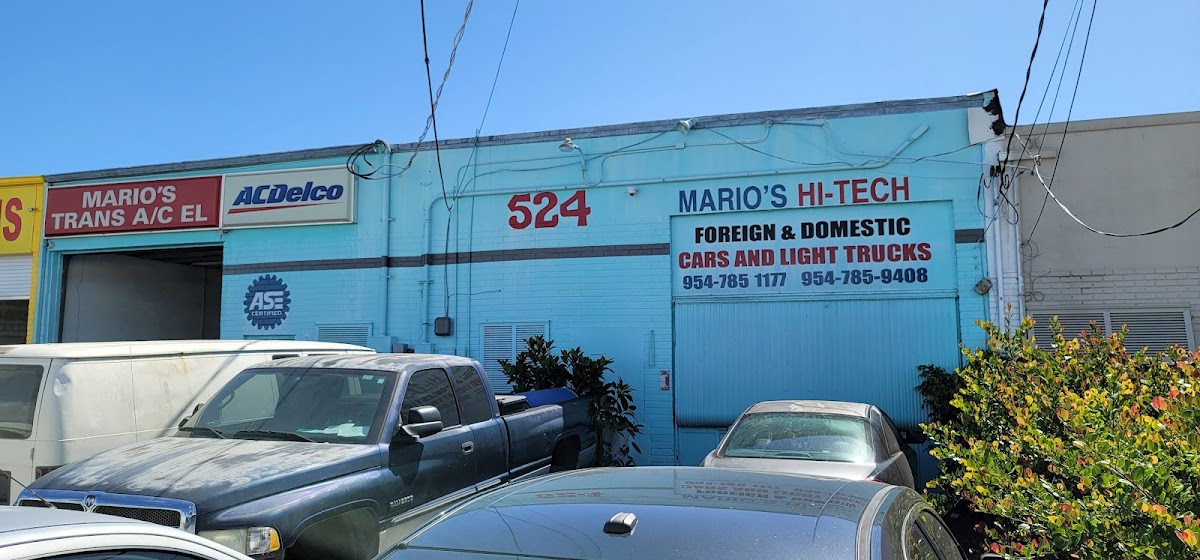 S
MARIO'S
TRANS A/C EL
ACDelco
ASE
CERTIFIED
524
MARIO'S HI-TECH
FOREIGN & DOMESTIC
CARS AND LIGHT TRUCKS
954-785 1177 954-785-9408